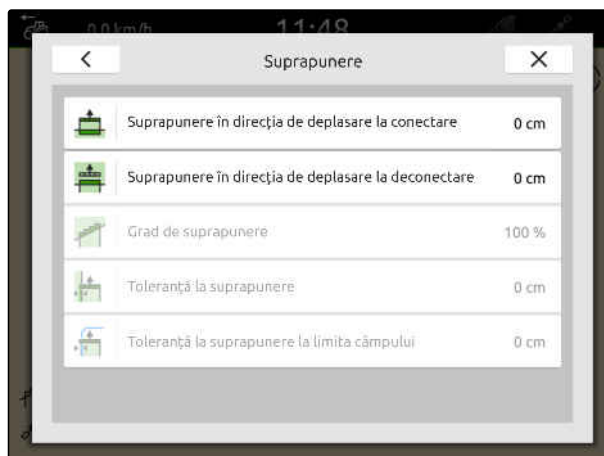 0.0 km/h
11:48
Suprapunere
Suprapunere în direcția de deplasare la conectare 0 cm
Suprapunere în direcția de deplasare la deconectare 0 cm
Grad de suprapunere 100 %
Toleranță la suprapunere 0 cm
Toleranță la suprapunere la limita câmpului 0 cm